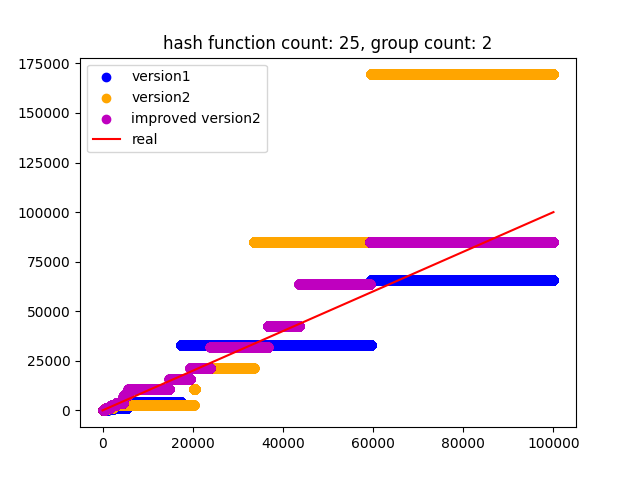 hash function count: 25, group count: 2
175000
150000
125000
100000
75000
50000
25000
0
version1
version2
improved version2
real
0
20000
40000
60000
80000
100000